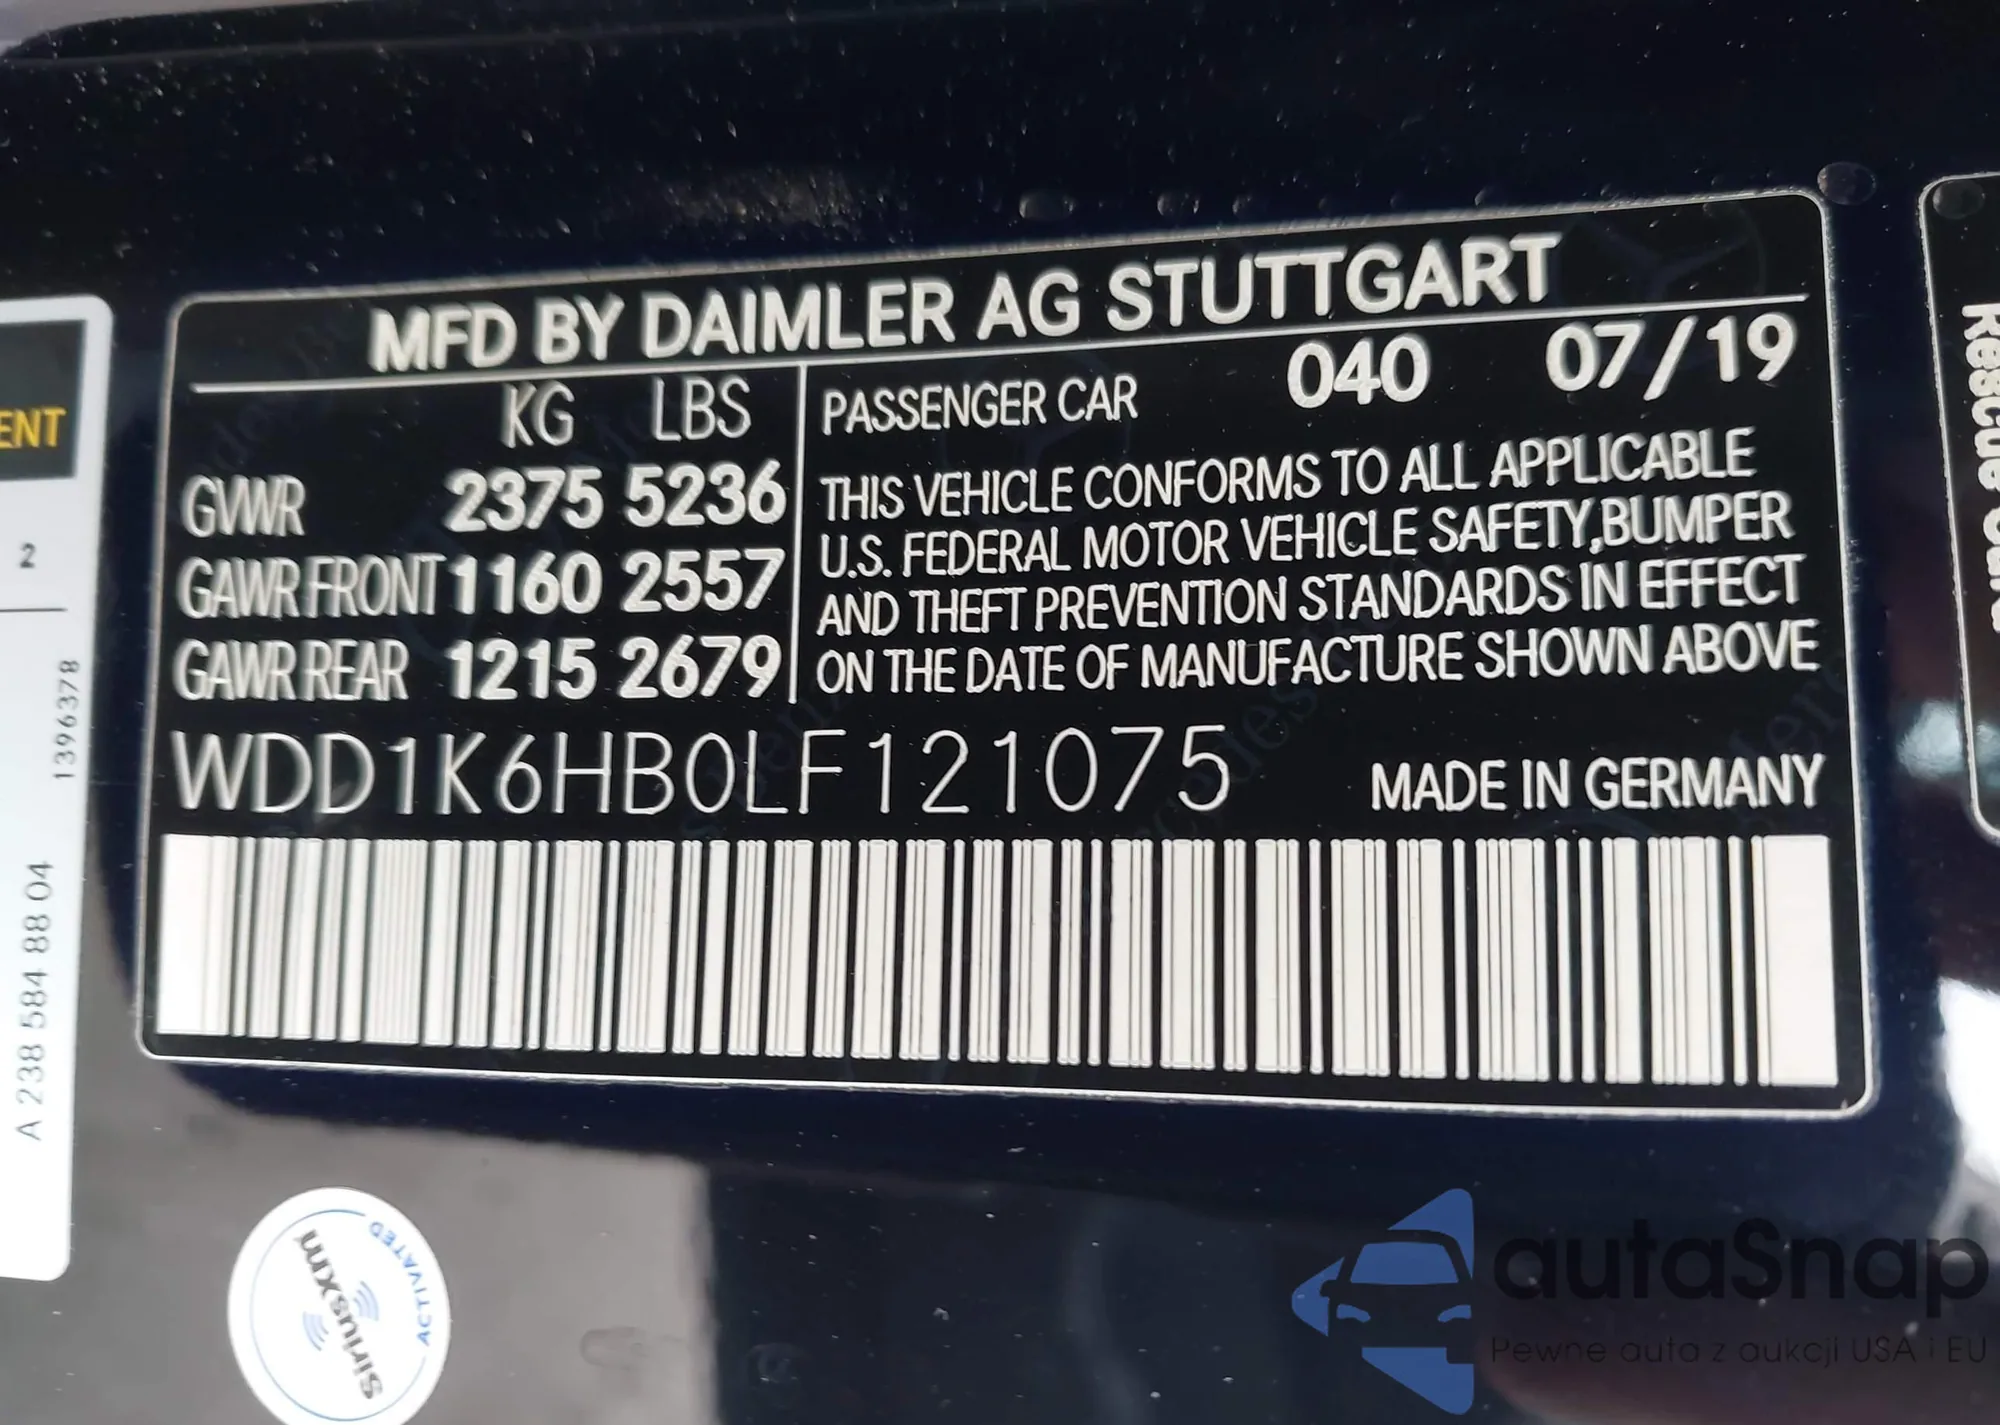 MFD BY DAIMLER AG STUTTGART
KG LBS
GVWR 2375 5236
GAWR FRONT 1160 2557
GAWR REAR 1215 2679
PASSENGER CAR 040 07/19
THIS VEHICLE CONFORMS TO ALL APPLICABLE
U.S. FEDERAL MOTOR VEHICLE SAFETY,BUMPER
AND THEFT PREVENTION STANDARDS IN EFFECT
ON THE DATE OF MANUFACTURE SHOWN ABOVE
WDD1K6HB0LF121075
MADE IN GERMANY
ENT
2
1396378
A 238 584 88 04
Rescue
siriusxm
ACTIVATED
autaSnap
Pewne auta z aukcji USA i EU